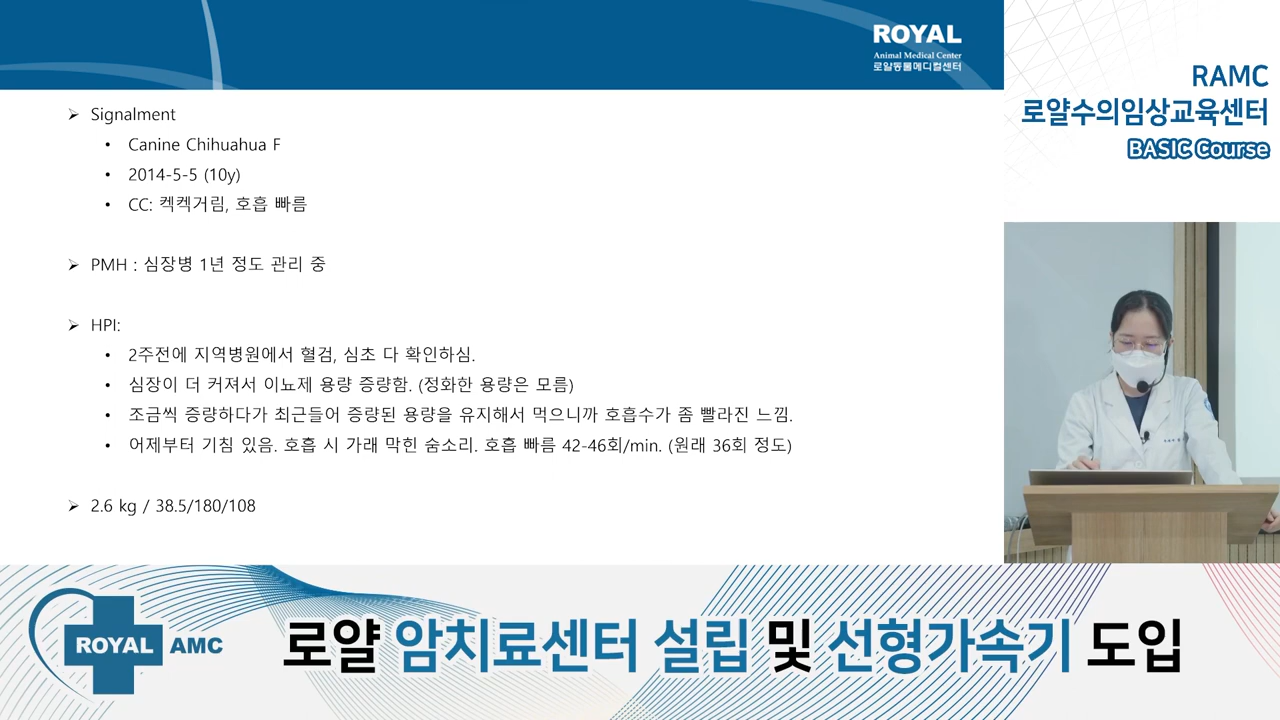 ROYAL
Animal Medical Center
로얄동물메디컬센터
RAMC
로얄수의임상교육센터
BASIC Course
Signalment
Canine Chihuahua F
2014-5-5 (10y)
CC: 켁켁거림, 호흡 빠름
PMH : 심장병 1년 정도 관리 중
HPI:
2주전에 지역병원에서 혈검, 심초 다 확인하심.
심장이 더 커져서 이뇨제 용량 증량함. (정화한 용량은 모름)
조금씩 증량하다가 최근들어 증량된 용량을 유지해서 먹으니까 호흡수가 좀 빨라진 느낌.
어제부터 기침 있음. 호흡 시 가래 막힌 숨소리. 호흡 빠름 42-46회/min. (원래 36회 정도)
2.6 kg / 38.5/180/108
ROYAL AMC
로얄 암치료센터 설립 및 선형가속기 도입